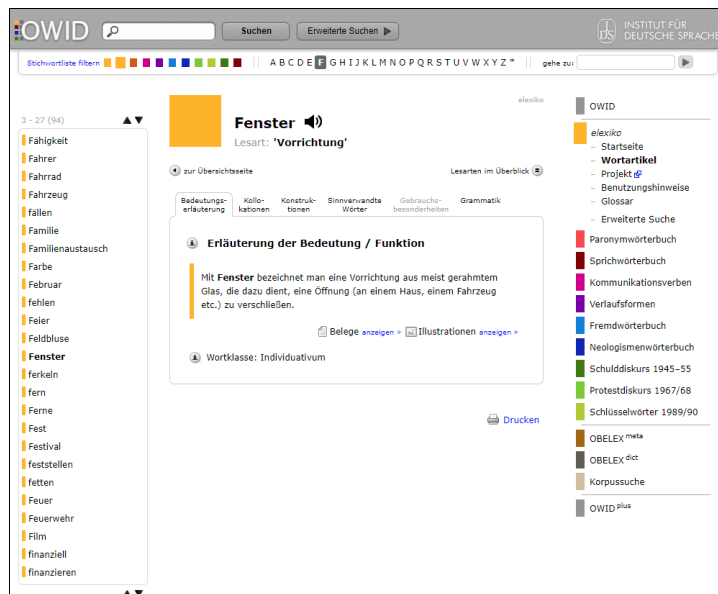 OWID
Suchen
Erweiterte Suchen
IDS INSTITUT FÜR
DEUTSCHE SPRACHE
Stichwortliste filtern
A B C D E F G H I J K L M N O P Q R S T U V W X Y Z *
gehe zu:
3 - 27 (94)
Fähigkeit
Fahrer
Fahrrad
Fahrzeug
fällen
Familie
Familienaustausch
Farbe
Februar
fehlen
Feier
Feldbluse
Fenster
ferkeln
fern
Ferne
Fest
Festival
feststellen
fetten
Feuer
Feuerwehr
Film
finanziell
finanzieren
elexiko
Fenster
Lesart: 'Vorrichtung'
zur Übersichtsseite
Lesarten im Überblick
Bedeutungs-
erläuterung
Kollo-
kationen
Konstruk-
tionen
Sinnverwandte
Wörter
Gebrauchs-
besonderheiten
Grammatik
Erläuterung der Bedeutung / Funktion
Mit Fenster bezeichnet man eine Vorrichtung aus meist gerahmtem
Glas, die dazu dient, eine Öffnung (an einem Haus, einem Fahrzeug
etc.) zu verschließen.
Belege anzeigen » Illustrationen anzeigen »
Wortklasse: Individuativum
Drucken
OWID
elexiko
– Startseite
– Wortartikel
– Projekt
– Benutzungshinweise
– Glossar
– Erweiterte Suche
Paronymwörterbuch
Sprichwörterbuch
Kommunikationsverben
Verlaufsformen
Fremdwörterbuch
Neologismenwörterbuch
Schulddiskurs 1945–55
Protestdiskurs 1967/68
Schlüsselwörter 1989/90
OBELEX meta
OBELEX dict
Korpussuche
OWID plus